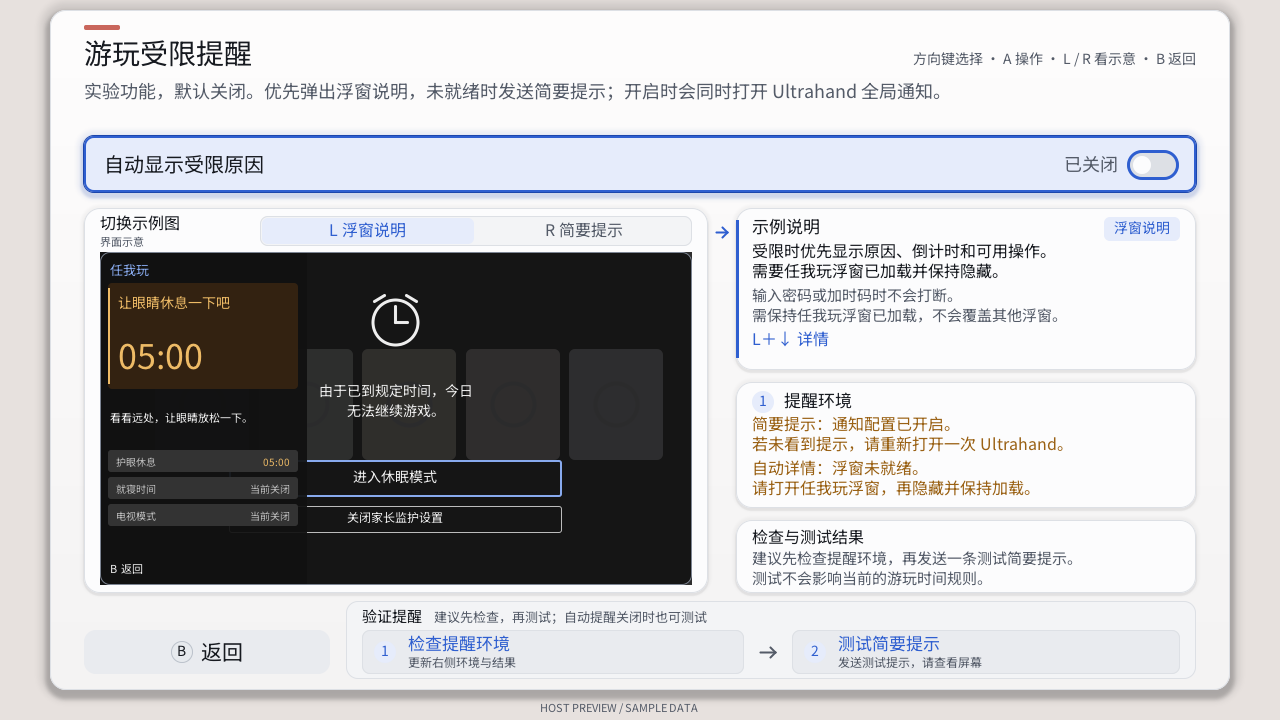 游玩受限提醒
方向键选择 · A 操作 · L / R 看示意 · B 返回
实验功能，默认关闭。优先弹出浮窗说明，未就绪时发送简要提示；开启时会同时打开 Ultrahand 全局通知。
自动显示受限原因
已关闭
切换示例图
界面示意
L 浮窗说明
R 简要提示
任我玩
让眼睛休息一下吧
05:00
看看远处，让眼睛放松一下。
护眼休息
05:00
就寝时间
当前关闭
电视模式
当前关闭
B 返回
由于已到规定时间，今日
无法继续游戏。
进入休眠模式
关闭家长监护设置
示例说明
浮窗说明
受限时优先显示原因、倒计时和可用操作。
需要任我玩浮窗已加载并保持隐藏。
输入密码或加时码时不会打断。
需保持任我玩浮窗已加载，不会覆盖其他浮窗。
L＋↓ 详情
1 提醒环境
简要提示：通知配置已开启。
若未看到提示，请重新打开一次 Ultrahand。
自动详情：浮窗未就绪。
请打开任我玩浮窗，再隐藏并保持加载。
检查与测试结果
建议先检查提醒环境，再发送一条测试简要提示。
测试不会影响当前的游玩时间规则。
B 返回
验证提醒 建议先检查，再测试；自动提醒关闭时也可测试
1 检查提醒环境
更新右侧环境与结果
→
2 测试简要提示
发送测试提示，请查看屏幕
HOST PREVIEW / SAMPLE DATA